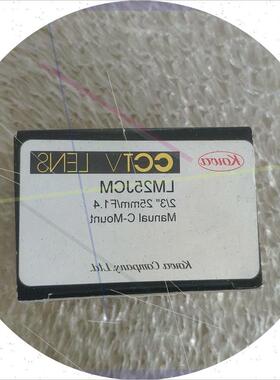 Kowa
CCTV LENS
LM25JCM
2/3" 25mm/F1.4
Manual C-Mount
Kowa Company, Ltd.